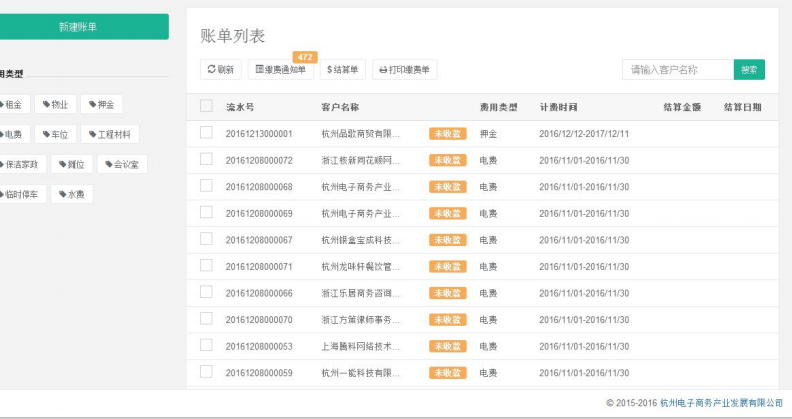 新建账单
用类型
租金 物业 押金
电费 车位 工程材料
保洁家政 摊位 会议室
临时停车 水费
账单列表
472
刷新 缴费通知单 $结算单 打印缴费单 请输入客户名称 搜索
流水号 客户名称 费用类型 计费时间 结算金额 结算日期
20161213000001 杭州品歌商贸有限... 未收款 押金 2016/12/12-2017/12/11
20161208000072 浙江核新同花顺网... 未收款 电费 2016/11/01-2016/11/30
20161208000068 杭州电子商务产业... 未收款 电费 2016/11/01-2016/11/30
20161208000069 杭州电子商务产业... 未收款 电费 2016/11/01-2016/11/30
20161208000067 杭州银盒宝成科技... 未收款 电费 2016/11/01-2016/11/30
20161208000071 杭州龙味轩餐饮管... 未收款 电费 2016/11/01-2016/11/30
20161208000066 浙江乐居商务咨询... 未收款 电费 2016/11/01-2016/11/30
20161208000070 浙江方策律师事务... 未收款 电费 2016/11/01-2016/11/30
20161208000053 上海腾科网络技术... 未收款 电费 2016/11/01-2016/11/30
20161208000059 杭州一能科技有限... 未收款 电费 2016/11/01-2016/11/30
© 2015-2016 杭州电子商务产业发展有限公司